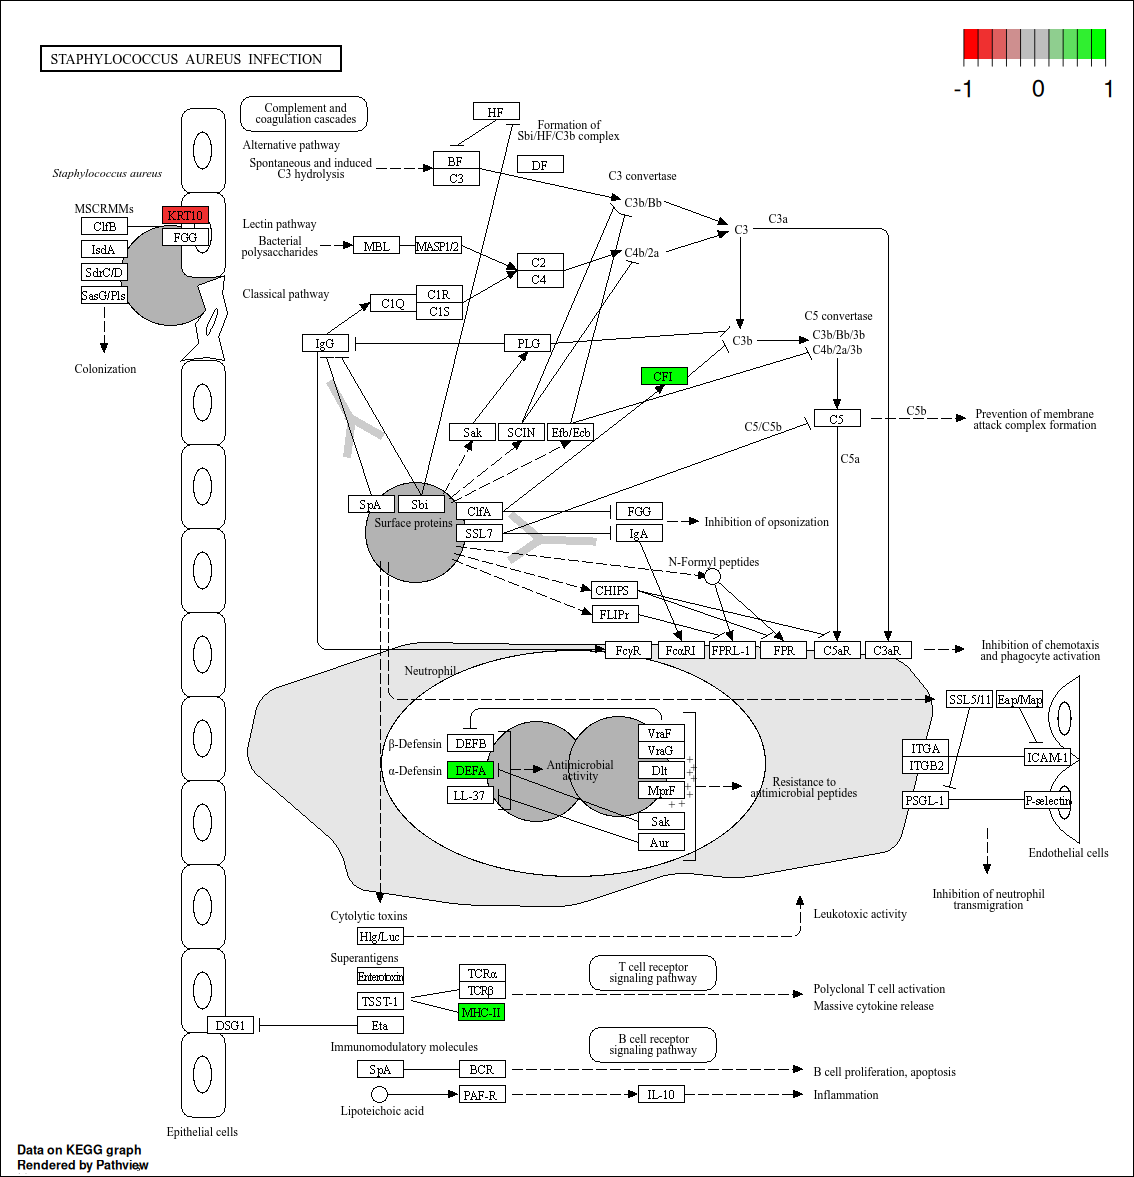 STAPHYLOCOCCUS AUREUS INFECTION
-1 0 1
Complement and
coagulation cascades
HF
Formation of
Sbi/HF/C3b complex
Alternative pathway
Spontaneous and induced
C3 hydrolysis
BF
C3
DF
C3 convertase
Staphylococcus aureus
MSCRMMs
ClfB
IsdA
SdrC/D
SasG/Pls
Colonization
KRT10
FGG
C3b/Bb
C3a
C3
Lectin pathway
Bacterial
polysaccharides
MBL
MASP1/2
C2
C4
C4b/2a
Classical pathway
C1Q
C1R
C1S
C5 convertase
C3b/Bb/3b
C4b/2a/3b
IgG
PLG
C3b
CFI
Sak
SCIN
Efb/Ecb
C5/C5b
C5
C5b
Prevention of membrane
attack complex formation
C5a
SpA
Sbi
Surface proteins
ClfA
SSL7
FGG
IgA
Inhibition of opsonization
N-Formyl peptides
CHIPS
FLIPr
FcγR
FcαRI
FPRL-1
FPR
C5aR
C3aR
Inhibition of chemotaxis
and phagocyte activation
Neutrophil
SSL5/11
Eap/Map
β-Defensin
DEFB
α-Defensin
DEFA
LL-37
Antimicrobial
activity
VraF
VraG
Dlt
MprF
+
+
+
+
+
+
+ +
Sak
Aur
Resistance to
antimicrobial peptides
ITGA
ITGB2
ICAM-1
PSGL-1
P-selectin
Endothelial cells
Inhibition of neutrophil
transmigration
Cytolytic toxins
Hlg/Luc
Leukotoxic activity
Superantigens
Enterotoxin
TSST-1
Eta
DSG1
TCRα
TCRβ
MHC-II
T cell receptor
signaling pathway
Polyclonal T cell activation
Massive cytokine release
Immunomodulatory molecules
B cell receptor
signaling pathway
SpA
BCR
B cell proliferation, apoptosis
Lipoteichoic acid
PAF-R
IL-10
Inflammation
Epithelial cells
Data on KEGG graph
Rendered by Pathview